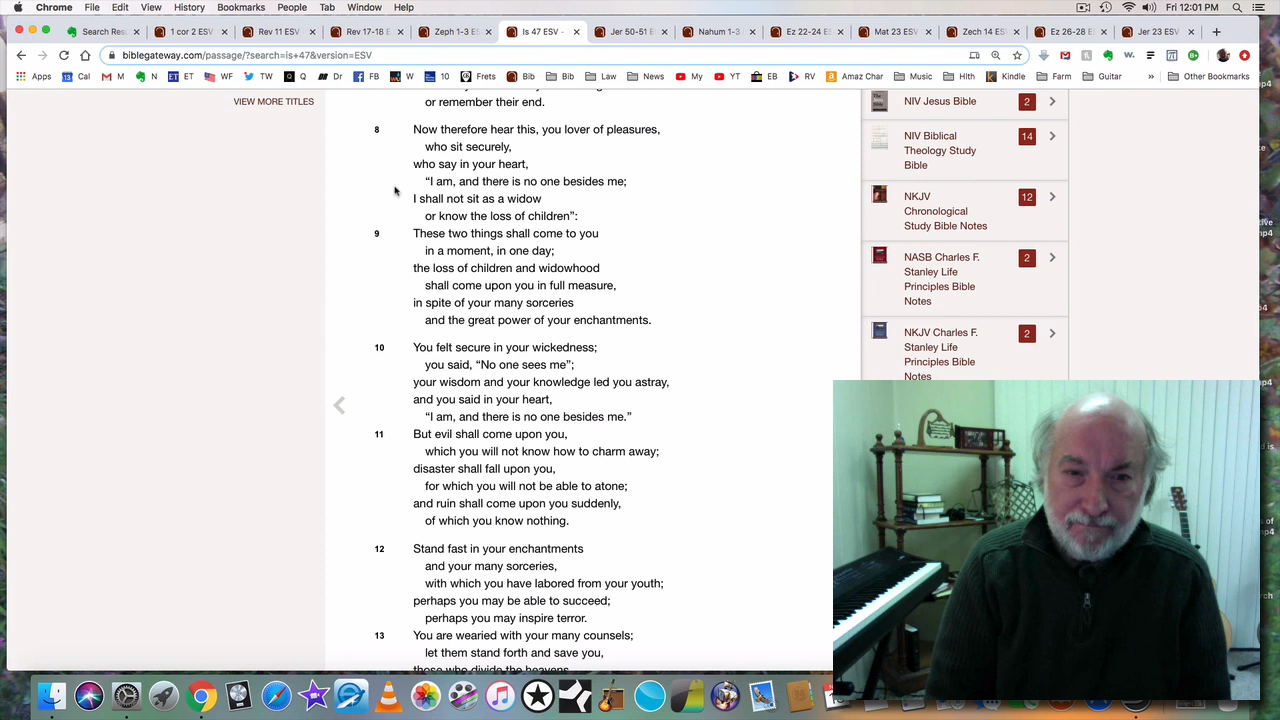 Chrome File Edit View History Bookmarks People Tab Window Help Fri 12:01 PM
Search Res 1 cor 2 ESV Rev 11 ESV Rev 17-18 E Zeph 1-3 E Is 47 ESV - Jer 50-51 E Nahum 1-3 Ez 22-24 E Mat 23 ESV Zech 14 ESV Ez 26-28 E Jer 23 ESV
biblegateway.com/passage/?search=is+47&version=ESV
Apps Cal M N ET WF TW Q Dr FB W 10 Frets Bib Bib Law News My YT EB RV Amaz Char Music Hlth Kindle Farm Guitar » Other Bookmarks
VIEW MORE TITLES
or remember their end.
8 Now therefore hear this, you lover of pleasures,
who sit securely,
who say in your heart,
“I am, and there is no one besides me;
I shall not sit as a widow
or know the loss of children”:
9 These two things shall come to you
in a moment, in one day;
the loss of children and widowhood
shall come upon you in full measure,
in spite of your many sorceries
and the great power of your enchantments.
10 You felt secure in your wickedness;
you said, “No one sees me”;
your wisdom and your knowledge led you astray,
and you said in your heart,
“I am, and there is no one besides me.”
11 But evil shall come upon you,
which you will not know how to charm away;
disaster shall fall upon you,
for which you will not be able to atone;
and ruin shall come upon you suddenly,
of which you know nothing.
12 Stand fast in your enchantments
and your many sorceries,
with which you have labored from your youth;
perhaps you may be able to succeed;
perhaps you may inspire terror.
13 You are wearied with your many counsels;
let them stand forth and save you,
those who divide the heavens
NIV Jesus Bible 2
NIV Biblical 14
Theology Study
Bible
NKJV 12
Chronological
Study Bible Notes
NASB Charles F. 2
Stanley Life
Principles Bible
Notes
NKJV Charles F. 2
Stanley Life
Principles Bible
Notes